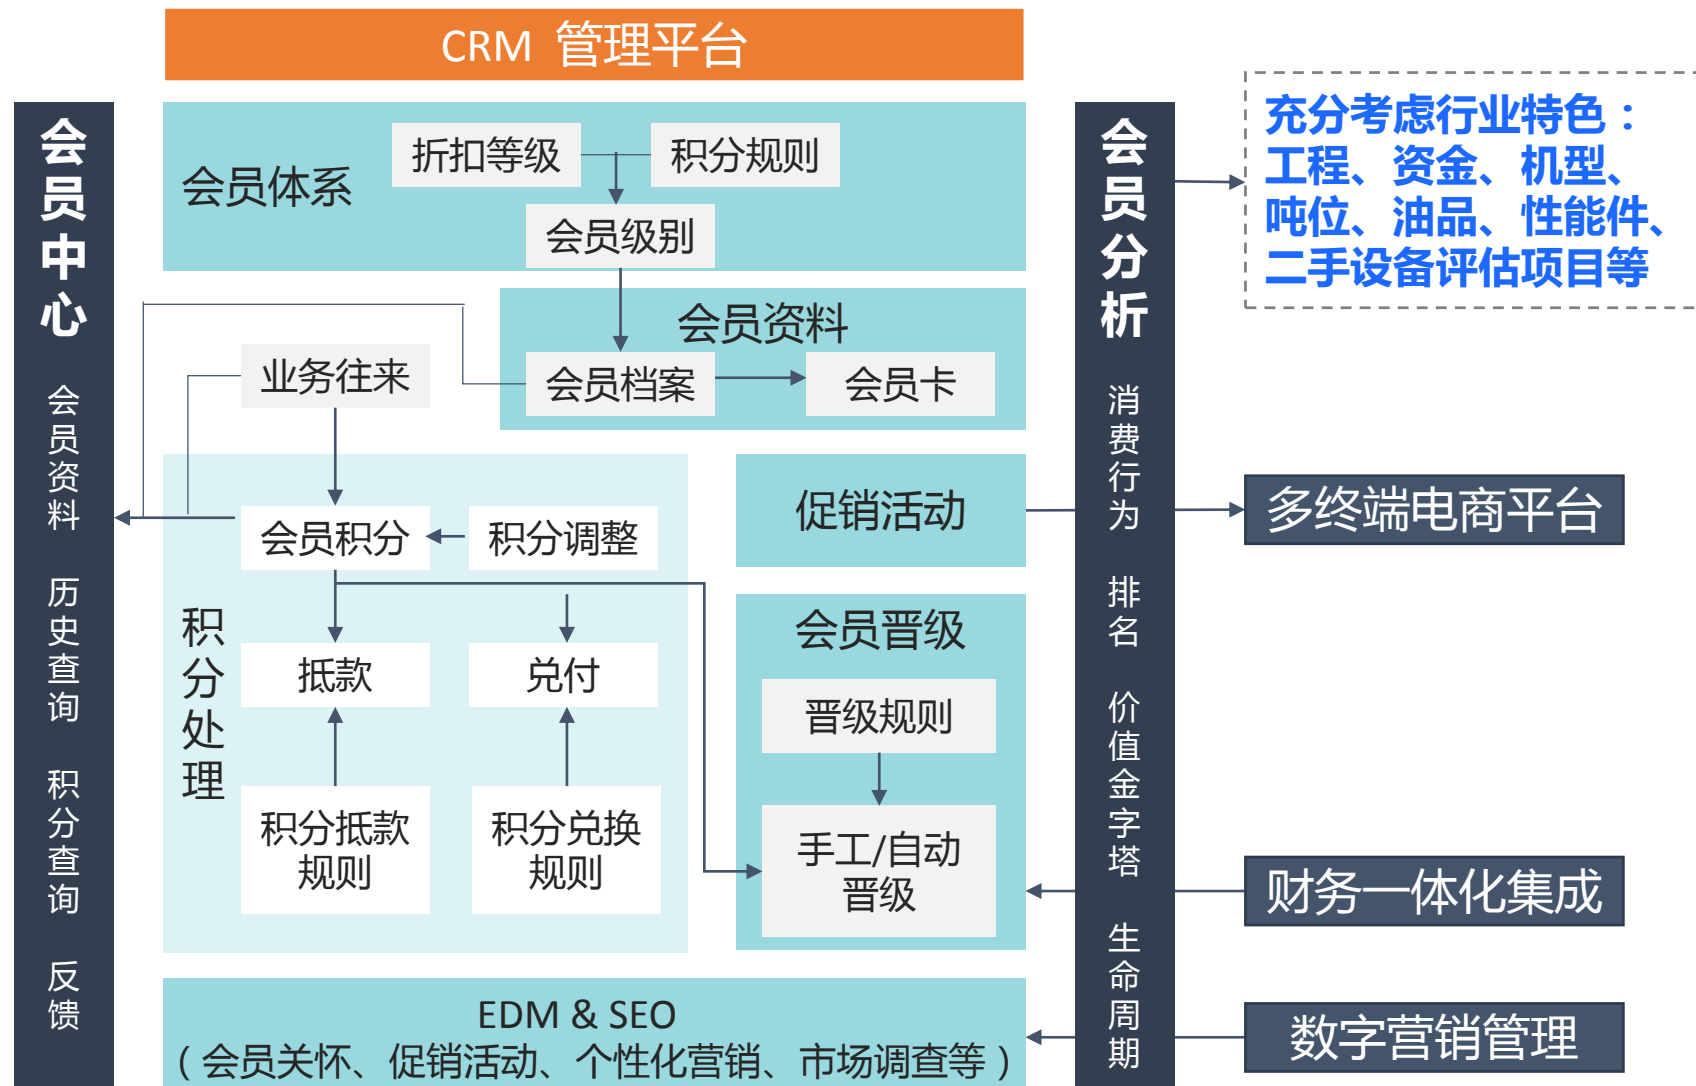 CRM 管理平台
会员中心
会员资料
历史查询
积分查询
反馈
会员体系
折扣等级
积分规则
会员级别
会员资料
会员档案
会员卡
业务往来
会员积分
积分调整
积分处理
抵款
兑付
积分抵款
规则
积分兑换
规则
促销活动
会员晋级
晋级规则
手工/自动
晋级
EDM & SEO
（会员关怀、促销活动、个性化营销、市场调查等）
会员分析
消费行为
排名
价值金字塔
生命周期
充分考虑行业特色：
工程、资金、机型、
吨位、油品、性能件、
二手设备评估项目等
多终端电商平台
财务一体化集成
数字营销管理